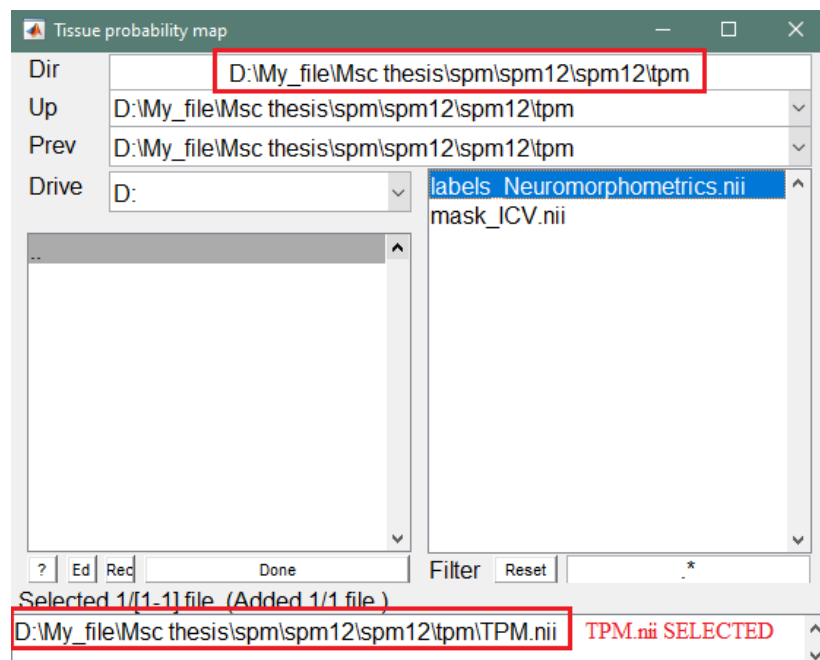 Tissue probability map
Dir D:\My_file\Msc thesis\spm\spm12\spm12\tpm
Up D:\My_file\Msc thesis\spm\spm12\spm12\tpm
Prev D:\My_file\Msc thesis\spm\spm12\spm12\tpm
Drive D:
labels_Neuromorphometrics.nii
mask_ICV.nii
..
? Ed Rec Done Filter Reset .*
Selected 1/[1-1] file. (Added 1/1 file.)
D:\My_file\Msc thesis\spm\spm12\spm12\tpm\TPM.nii TPM.nii SELECTED